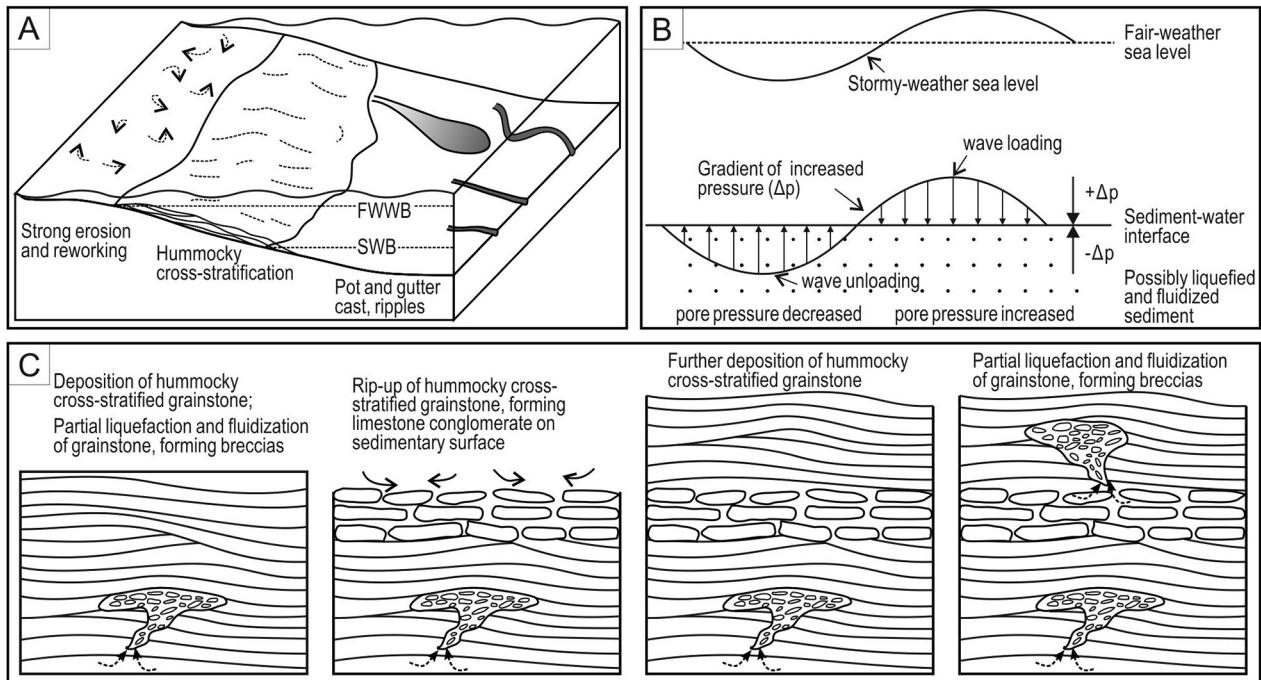 A
Strong erosion
and reworking
Hummocky
cross-stratification
FWWB
SWB
Pot and gutter
cast, ripples
B
Fair-weather
sea level
Stormy-weather sea level
wave loading
Gradient of increased
pressure (Δp)
+Δp
Sediment-water
interface
-Δp
wave unloading
Possibly liquefied
and fluidized
sediment
pore pressure decreased
pore pressure increased
C
Deposition of hummocky
cross-stratified grainstone;
Partial liquefaction and fluidization
of grainstone, forming breccias
Rip-up of hummocky cross-
stratified grainstone, forming
limestone conglomerate on
sedimentary surface
Further deposition of hummocky
cross-stratified grainstone
Partial liquefaction and fluidization
of grainstone, forming breccias